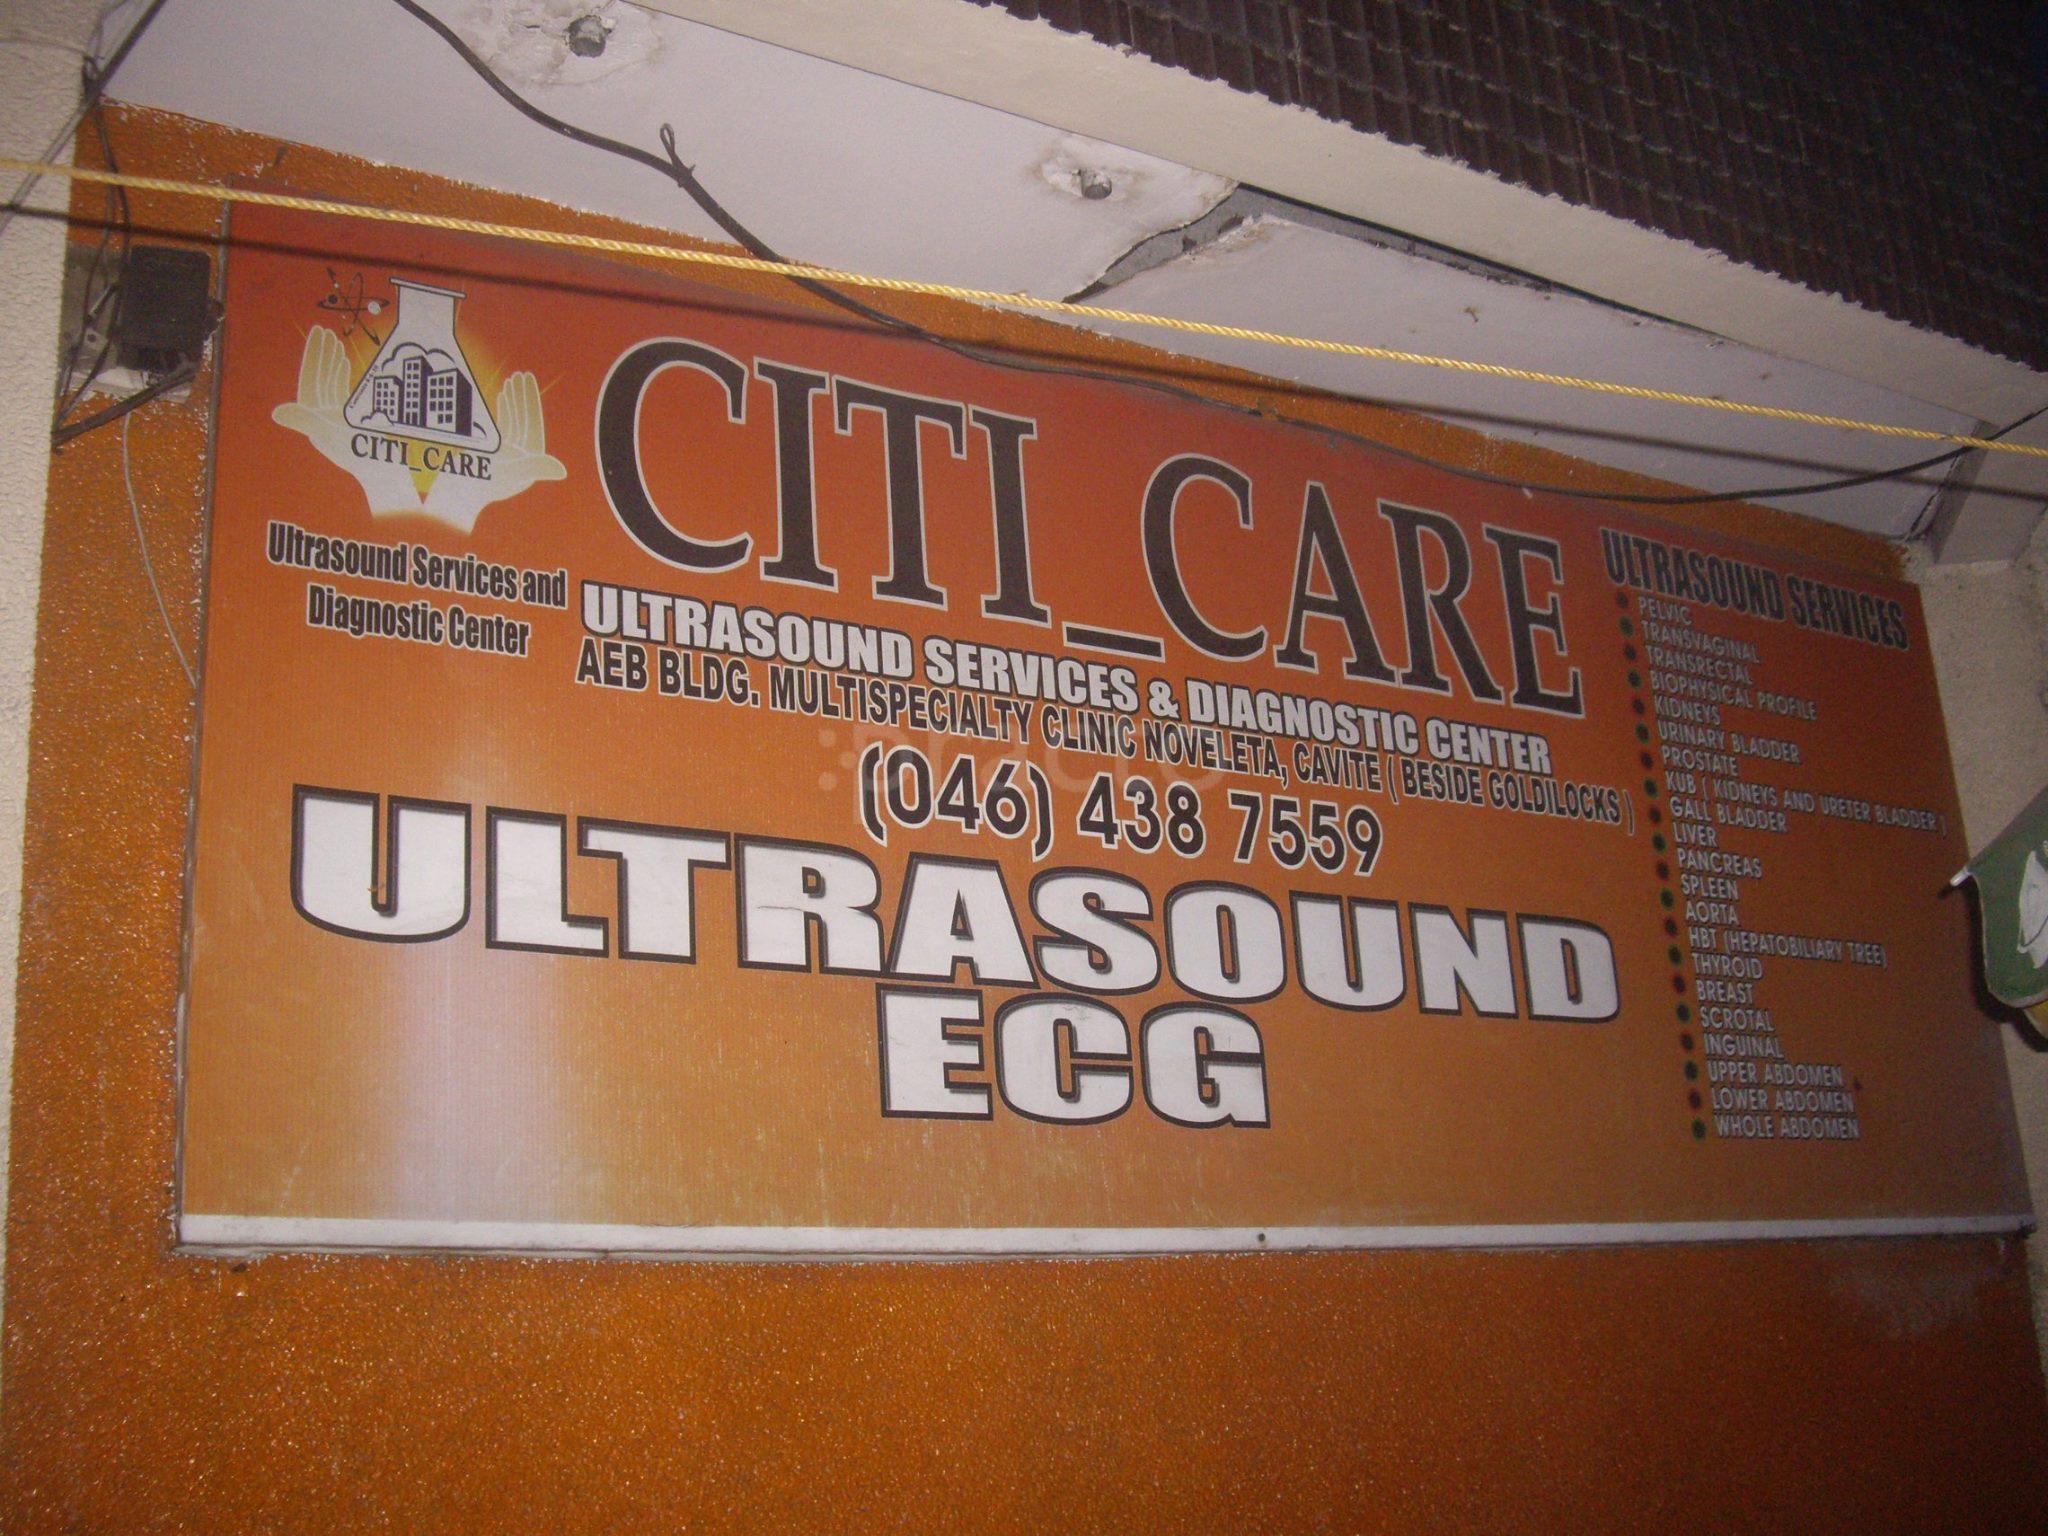 CITI_CARE
Ultrasound Services and
Diagnostic Center
CITI_CARE
ULTRASOUND SERVICES & DIAGNOSTIC CENTER
AEB BLDG. MULTISPECIALTY CLINIC NOVELETA, CAVITE ( BESIDE GOLDILOCKS )
(046) 438 7559
ULTRASOUND
ECG
ULTRASOUND SERVICES
PELVIC
TRANSVAGINAL
TRANSRECTAL
BIOPHYSICAL PROFILE
KIDNEYS
URINARY BLADDER
PROSTATE
KUB ( KIDNEYS AND URETER BLADDER )
GALL BLADDER
LIVER
PANCREAS
SPLEEN
AORTA
HBT (HEPATOBILIARY TREE)
THYROID
BREAST
SCROTAL
INGUINAL
UPPER ABDOMEN
LOWER ABDOMEN
WHOLE ABDOMEN
practo